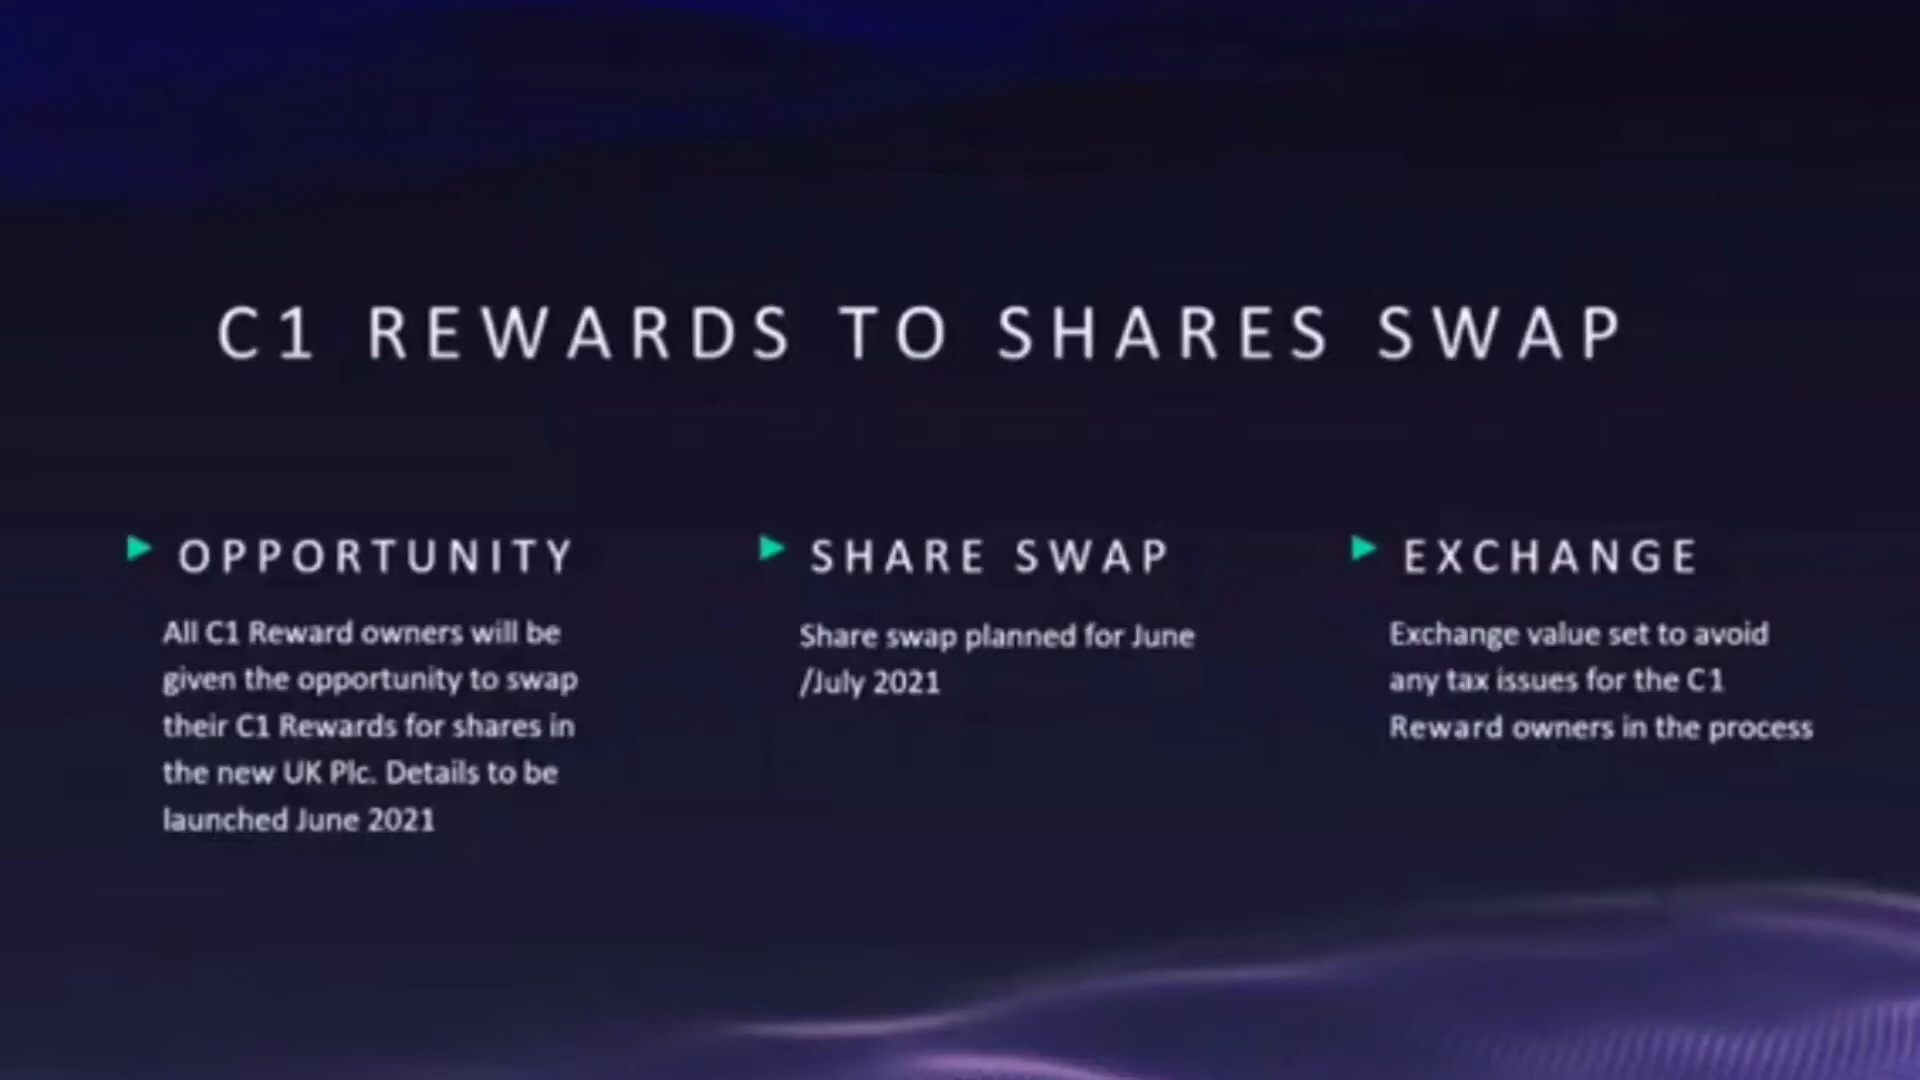 C1 REWARDS TO SHARES SWAP
OPPORTUNITY
All C1 Reward owners will be
given the opportunity to swap
their C1 Rewards for shares in
the new UK Plc. Details to be
launched June 2021
SHARE SWAP
Share swap planned for June
/July 2021
EXCHANGE
Exchange value set to avoid
any tax issues for the C1
Reward owners in the process